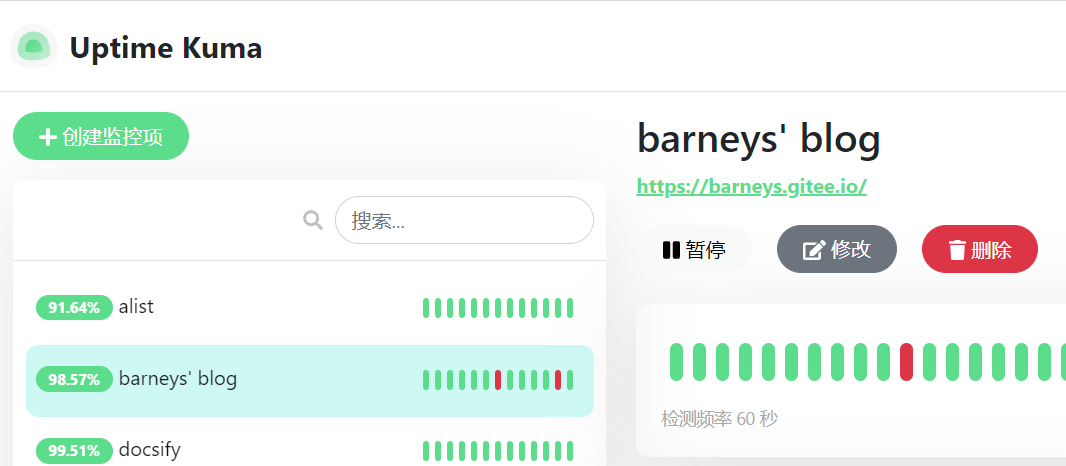 Uptime Kuma
创建监控项
搜索...
91.64% alist
98.57% barneys' blog
99.51% docsify
barneys' blog
https://barneys.gitee.io/
暂停 修改 删除
检测频率 60 秒